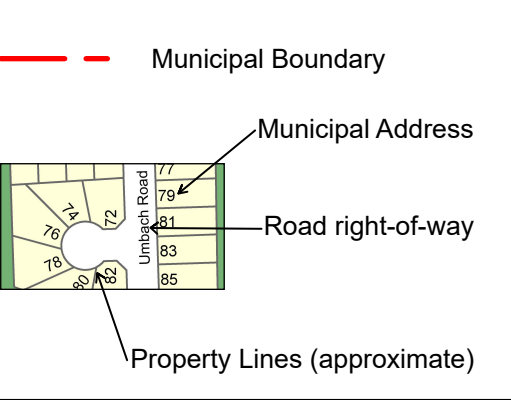 Municipal Boundary
Municipal Address
77
79
74
72
Umbach Road
81
Road right-of-way
76
83
78
82
80
85
Property Lines (approximate)